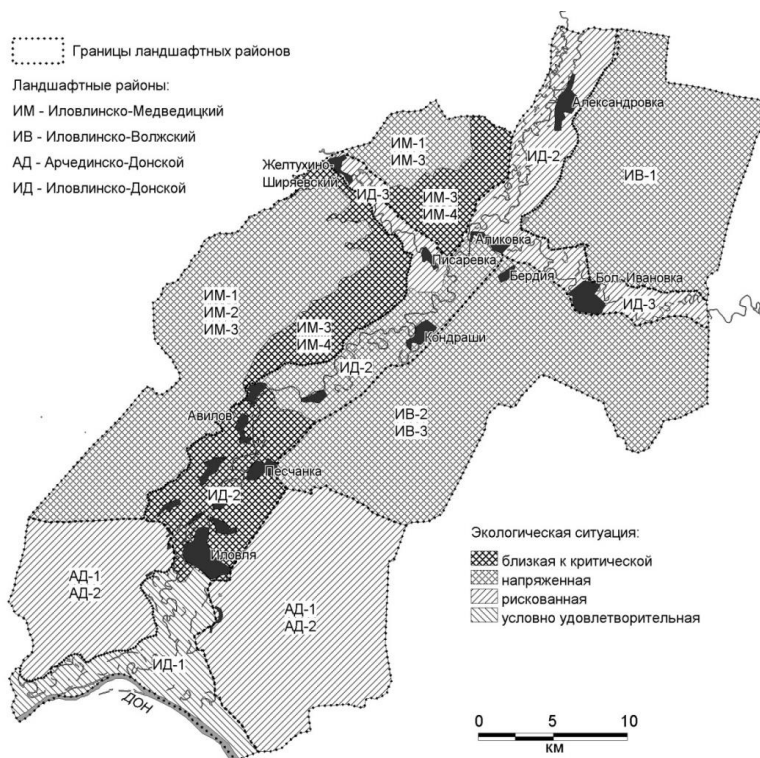 Границы ландшафтных районов
Ландшафтные районы:
ИМ - Иловлинско-Медведицкий
ИВ - Иловлинско-Волжский
АД - Арчединско-Донской
ИД - Иловлинско-Донской
Александровка
ИМ-1
ИМ-3
Желтухино-
Ширяевский
ИД-2
ИВ-1
ИД-3
ИМ-3
ИМ-4
Аликовка
Писаревка
Бердия
Бол. Ивановка
ИД-3
ИМ-1
ИМ-2
ИМ-3
ИМ-3
ИМ-4
Кондраши
ИД-2
Авилов
ИВ-2
ИВ-3
Песчанка
ИД-2
Иловля
АД-1
АД-2
АД-1
АД-2
ИД-1
ДОН
Экологическая ситуация:
близкая к критической
напряженная
рискованная
условно удовлетворительная
0 5 10
км